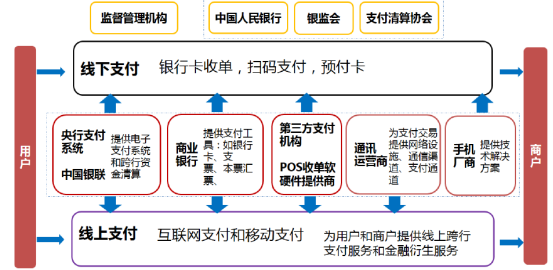 监督管理机构
中国人民银行
银监会
支付清算协会
用户
线下支付
银行卡收单，扫码支付，预付卡
商户
央行支付
系统
中国银联
提供电子
支付系统
和跨行资
金清算
商业
银行
提供支付工
具：如银行
卡、支
票、本票汇
票、
第三方支付
机构
POS收单软
硬件提供商
通讯
运营商
为支付交易
提供网络设
施、通信渠
道、支付通
道
手机
厂商
提供技
术解决
方案
线上支付
互联网支付和移动支付
为用户和商户提供线上跨行
支付服务和金融衍生服务